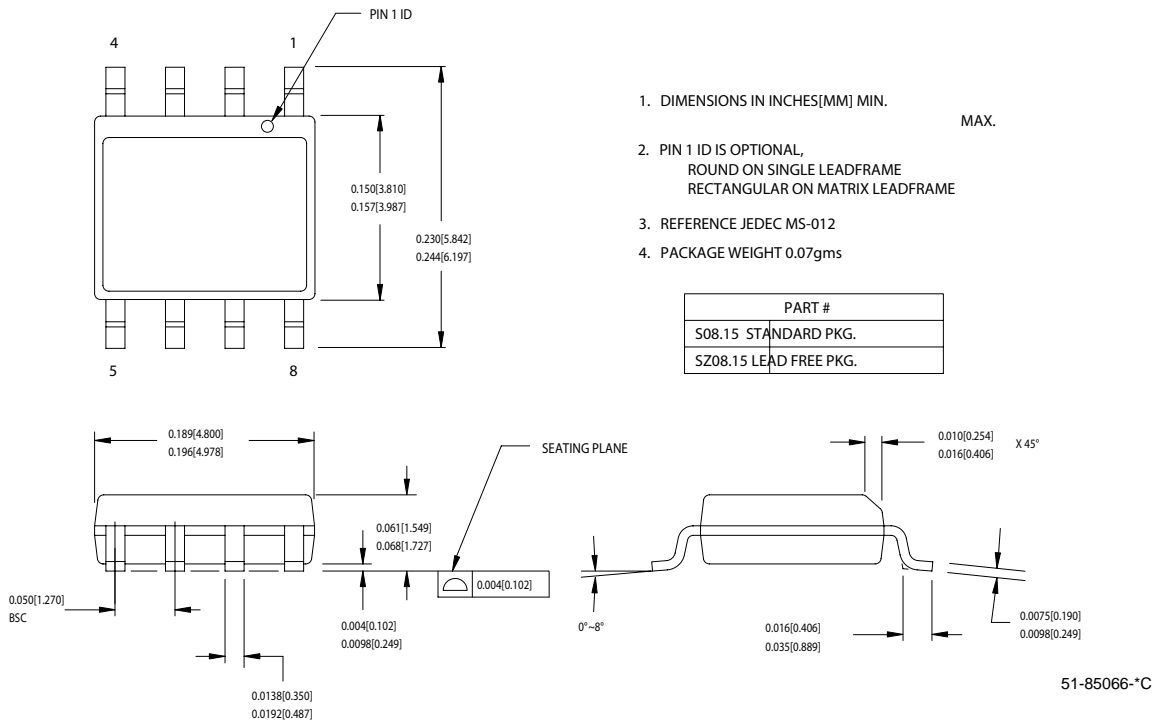 PIN 1 ID
4
1
0.150[3.810]
0.157[3.987]
0.230[5.842]
0.244[6.197]
5
8
1. DIMENSIONS IN INCHES[MM] MIN.
MAX.
2. PIN 1 ID IS OPTIONAL,
ROUND ON SINGLE LEADFRAME
RECTANGULAR ON MATRIX LEADFRAME
3. REFERENCE JEDEC MS-012
4. PACKAGE WEIGHT 0.07gms
PART #
S08.15 STANDARD PKG.
SZ08.15 LEAD FREE PKG.
0.189[4.800]
0.196[4.978]
SEATING PLANE
0.010[0.254]
0.016[0.406]
X 45°
0.061[1.549]
0.068[1.727]
0.004[0.102]
0.050[1.270]
BSC
0.004[0.102]
0.0098[0.249]
0°~8°
0.016[0.406]
0.035[0.889]
0.0075[0.190]
0.0098[0.249]
0.0138[0.350]
0.0192[0.487]
51-85066-*C